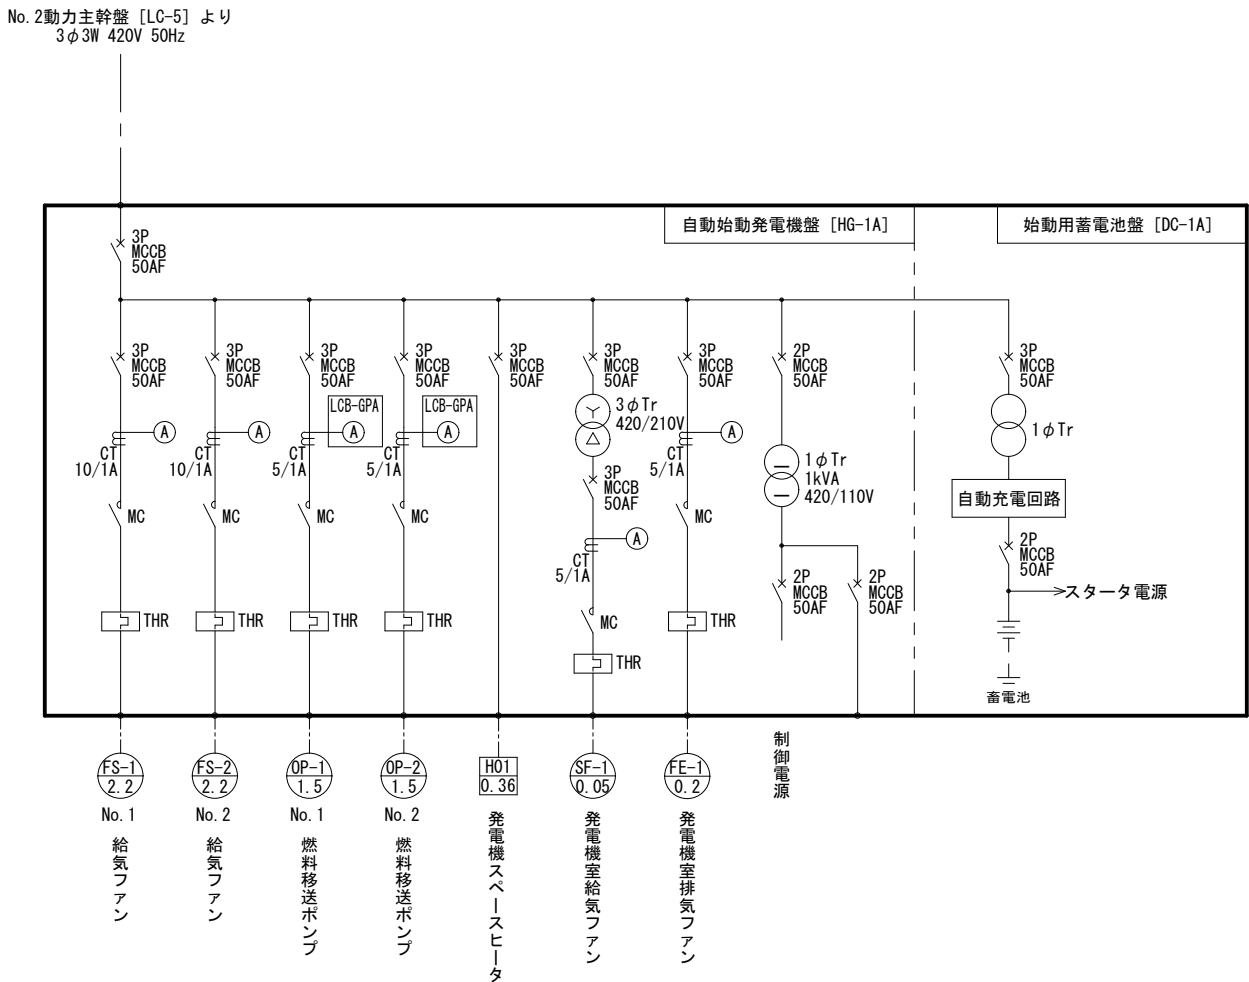 No.2動力主幹盤 [LC-5] より
3φ3W 420V 50Hz
自動始動発電機盤 [HG-1A]
始動用蓄電池盤 [DC-1A]
3P
MCCB
50AF
3P
MCCB
50AF
3P
MCCB
50AF
3P
MCCB
50AF
3P
MCCB
50AF
3P
MCCB
50AF
3P
MCCB
50AF
3P
MCCB
50AF
2P
MCCB
50AF
3P
MCCB
50AF
LCB-GPA
LCB-GPA
3φTr
420/210V
A
A
A
A
A
1φTr
CT
10/1A
CT
10/1A
CT
5/1A
CT
5/1A
CT
5/1A
1φTr
1kVA
420/110V
3P
MCCB
50AF
自動充電回路
MC
MC
MC
MC
MC
A
CT
5/1A
2P
MCCB
50AF
2P
MCCB
50AF
2P
MCCB
50AF
スタータ電源
THR
THR
THR
THR
MC
THR
THR
畜電池
FS-1
2.2
FS-2
2.2
OP-1
1.5
OP-2
1.5
H01
0.36
SF-1
0.05
FE-1
0.2
制御電源
No.1
給気ファン
No.2
給気ファン
No.1
燃料移送ポンプ
No.2
燃料移送ポンプ
発電機スペースヒータ
発電機室給気ファン
発電機室排気ファン